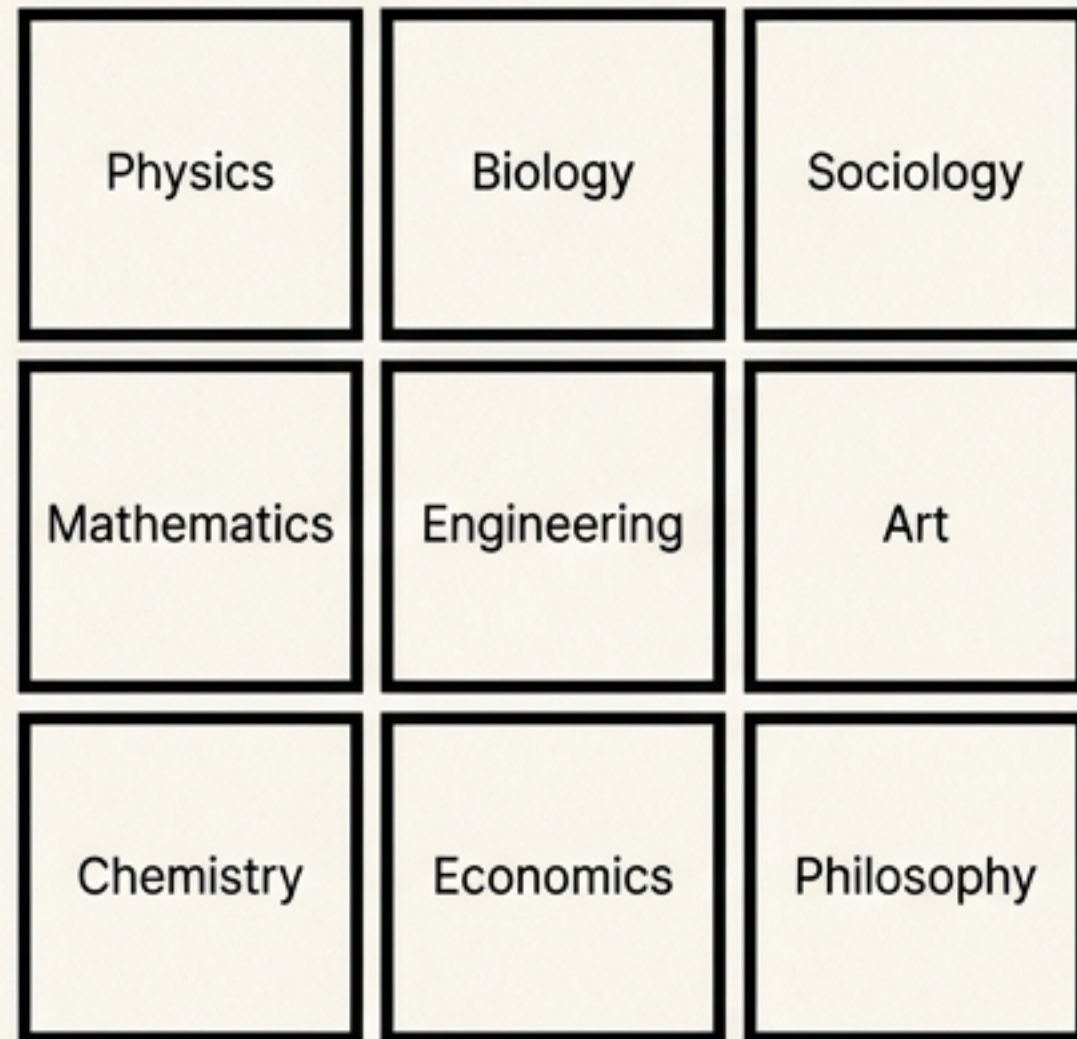 Physics
Biology
Sociology
Mathematics
Engineering
Art
Chemistry
Economics
Philosophy